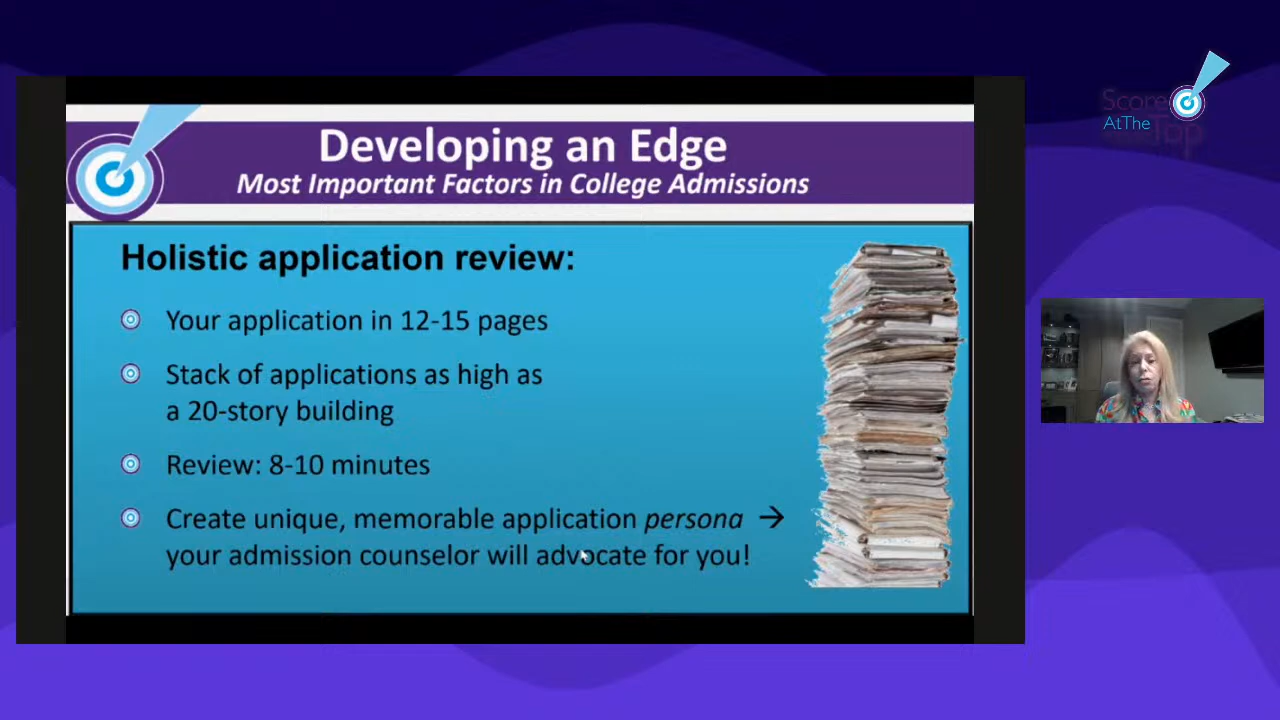 Developing an Edge
Most Important Factors in College Admissions
Holistic application review:
Your application in 12-15 pages
Stack of applications as high as
a 20-story building
Review: 8-10 minutes
Create unique, memorable application persona →
your admission counselor will advocate for you!
Score
AtThe
Top